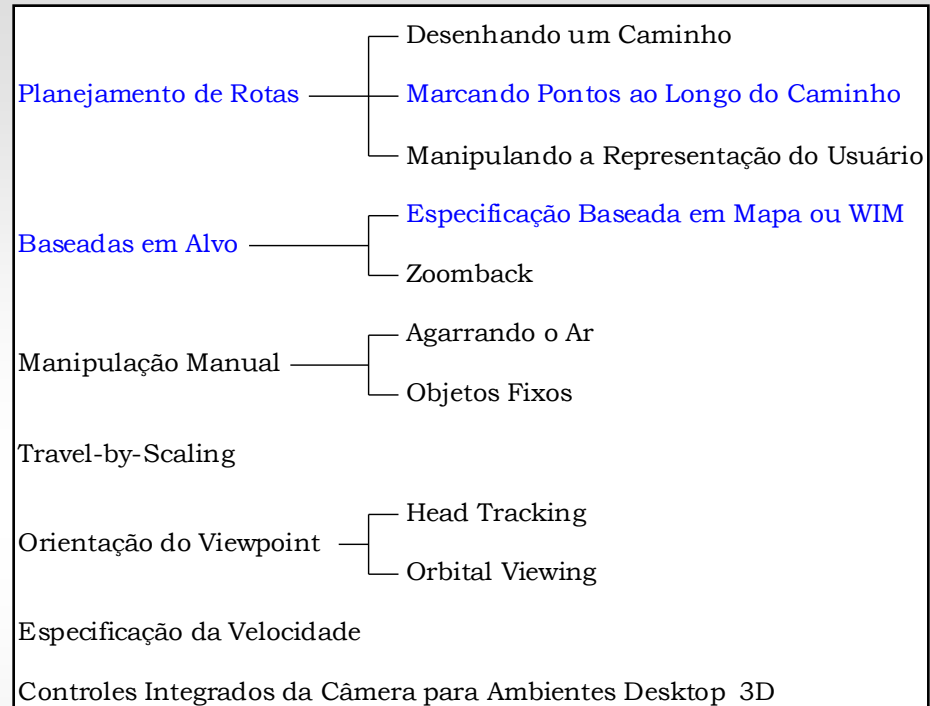 Desenhando um Caminho
Planejamento de Rotas
Marcando Pontos ao Longo do Caminho
Manipulando a Representação do Usuário
Especificação Baseada em Mapa ou WIM
Baseadas em Alvo
Zoomback
Agarrando o Ar
Manipulação Manual
Objetos Fixos
Travel-by-Scaling
Head Tracking
Orientação do Viewpoint
Orbital Viewing
Especificação da Velocidade
Controles Integrados da Câmera para Ambientes Desktop 3D